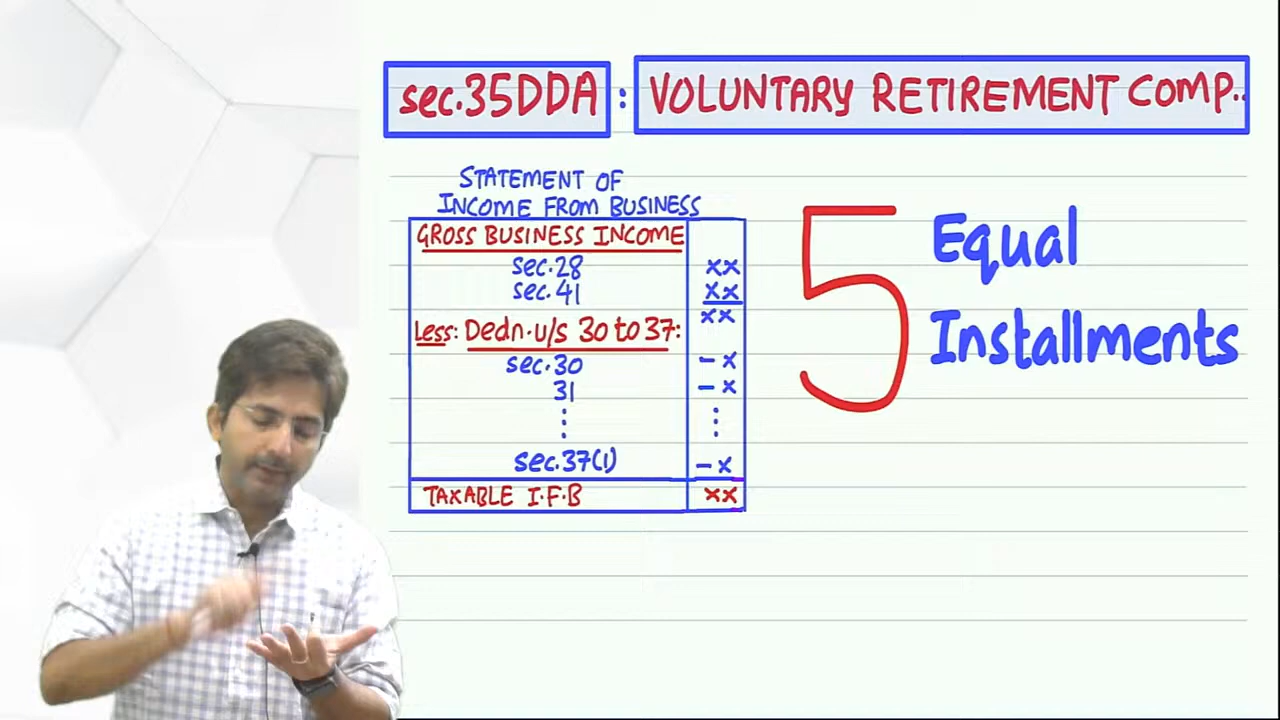 sec.35DDA : VOLUNTARY RETIREMENT COMP..
STATEMENT OF
INCOME FROM BUSINESS
GROSS BUSINESS INCOME
sec.28 xx
sec.41 xx
xx
Less: Dedn.u/s 30 to 37:
sec.30 - x
31 - x
⋮ ⋮
sec.37(1) - x
TAXABLE I.F.B xx
5 Equal
Installments